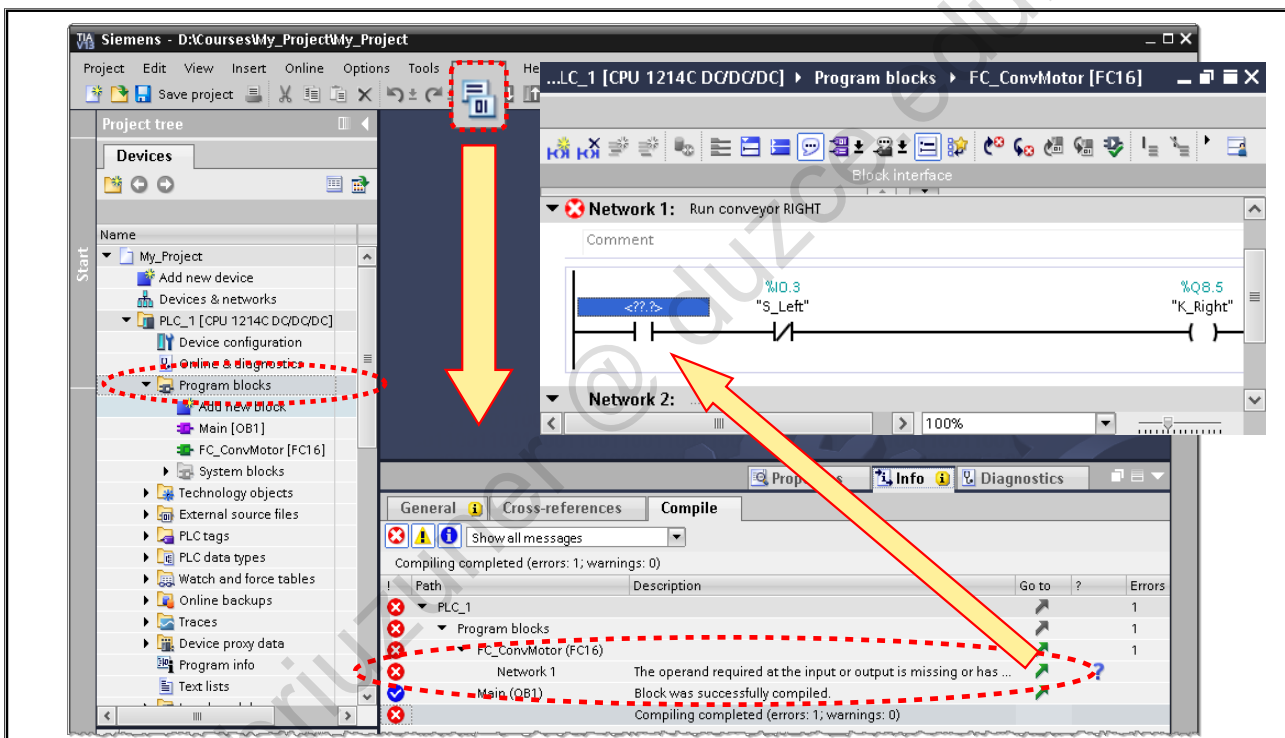 Siemens - D:\Courses\My_Project\My_Project
Project Edit View Insert Online Options Tools
Save project
...LC_1 [CPU 1214C DC/DC/DC] ▸ Program blocks ▸ FC_ConvMotor [FC16]
Block interface
Network 1: Run conveyor RIGHT
Comment
<??.?>
%I0.3
"S_Left"
%Q8.5
"K_Right"
Network 2: ...
100%
Start
Project tree
Devices
Name
My_Project
Add new device
Devices & networks
PLC_1 [CPU 1214C DC/DC/DC]
Device configuration
Online & diagnostics
Program blocks
Add new block
Main [OB1]
FC_ConvMotor [FC16]
System blocks
Technology objects
External source files
PLC tags
PLC data types
Watch and force tables
Online backups
Traces
Device proxy data
Program info
Text lists
Info Diagnostics
General Cross-references Compile
Show all messages
Compiling completed (errors: 1; warnings: 0)
! Path Description Go to ? Errors
PLC_1 1
Program blocks 1
FC_ConvMotor (FC16) 1
Network 1 The operand required at the input or output is missing or has ... ?
Main (OB1) Block was successfully compiled.
Compiling completed (errors: 1; warnings: 0)